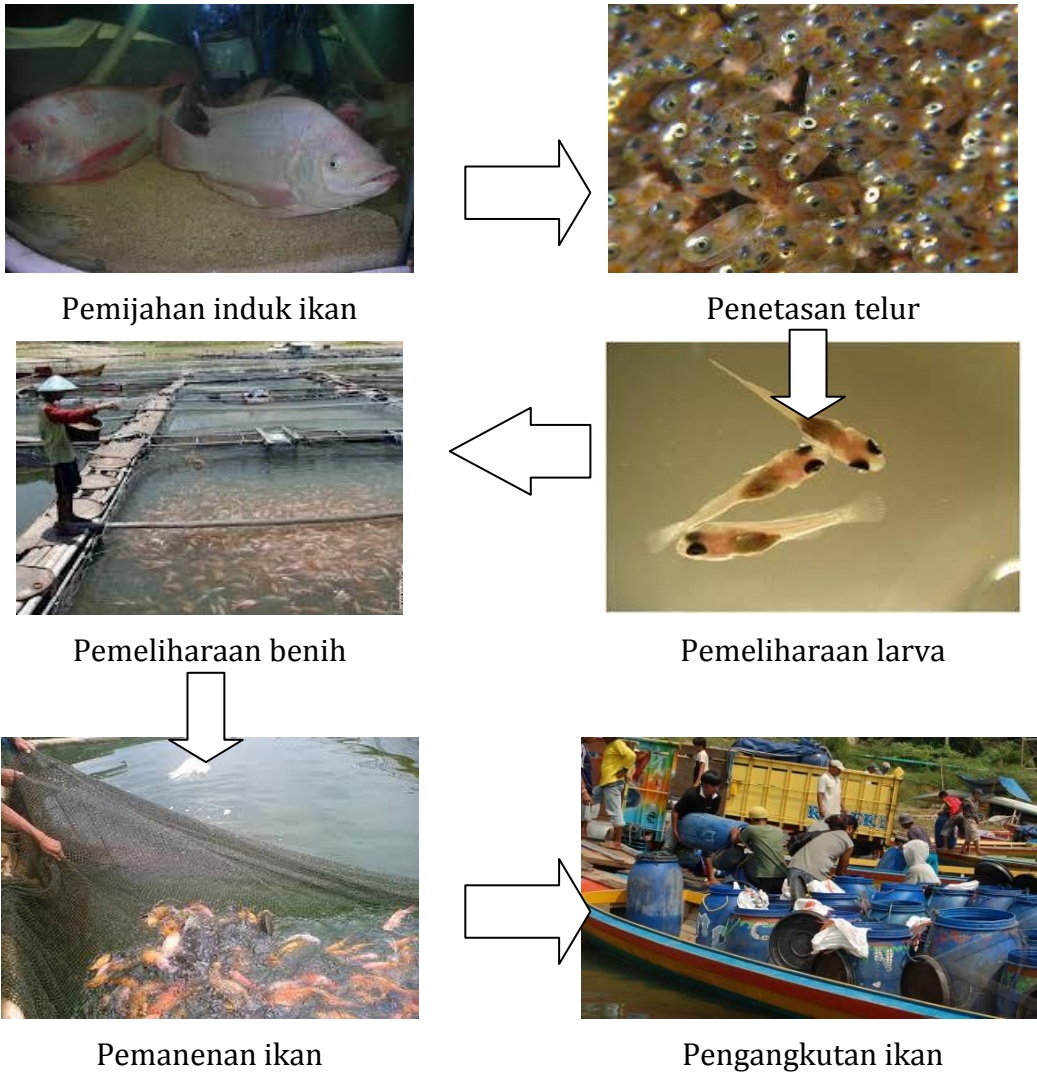 Pemijahan induk ikan
Penetasan telur
Pemeliharaan benih
Pemeliharaan larva
Pemanenan ikan
Pengangkutan ikan